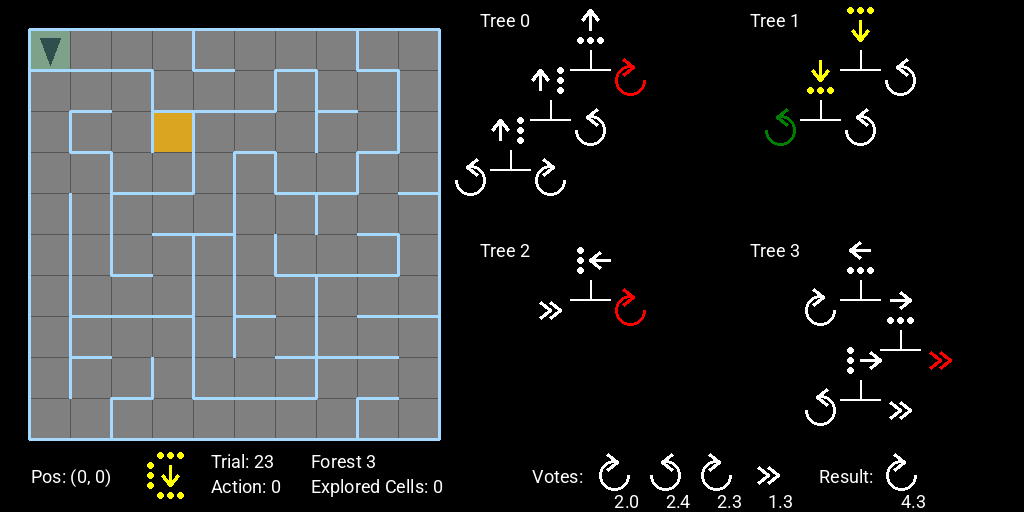 Tree 0
Tree 1
Tree 2
Tree 3
Pos: (0, 0)
Trial: 23
Action: 0
Forest 3
Explored Cells: 0
Votes:
2.0
2.4
2.3
1.3
Result:
4.3